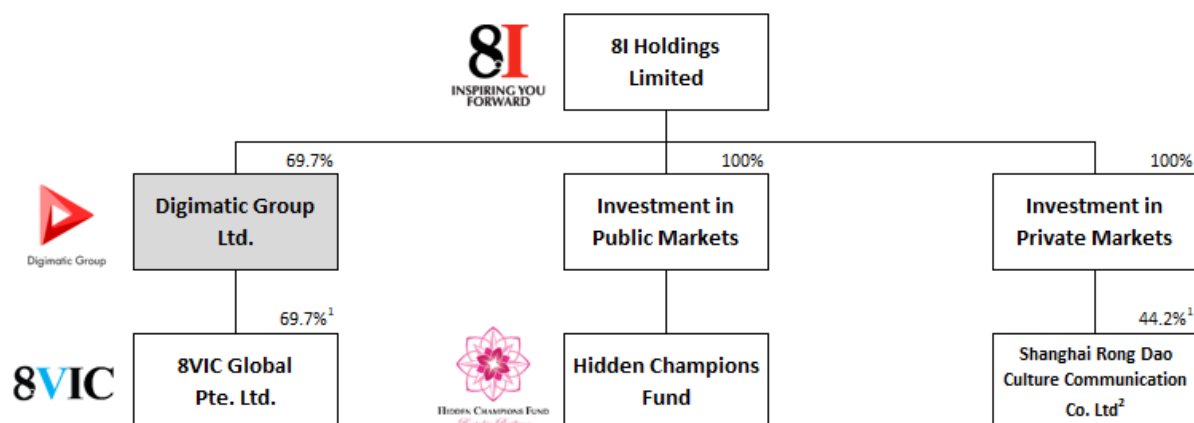 8I
INSPIRING YOU
FORWARD
8I Holdings
Limited
69.7%
100%
100%
Digimatic Group
Digimatic Group
Ltd.
Investment in
Public Markets
Investment in
Private Markets
69.7%¹
44.2%¹
8VIC
8VIC Global
Pte. Ltd.
HIDDEN CHAMPIONS FUND
Hidden Champions
Fund
Shanghai Rong Dao
Culture Communication
Co. Ltd²